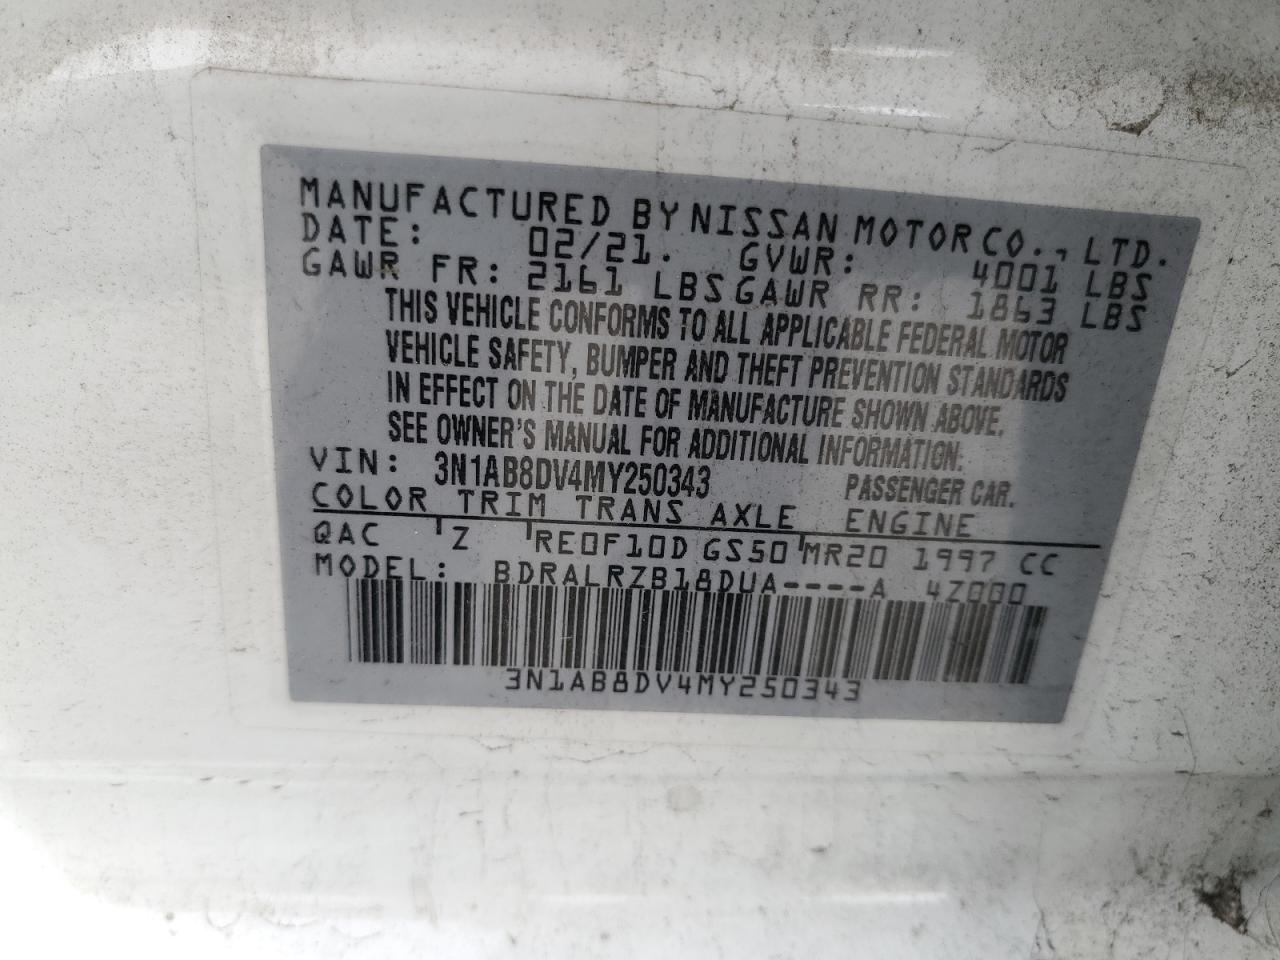 MANUFACTURED BY NISSAN MOTOR CO., LTD.
DATE: 02/21. GVWR: 4001 LBS
GAWR FR: 2161 LBS GAWR RR: 1863 LBS
THIS VEHICLE CONFORMS TO ALL APPLICABLE FEDERAL MOTOR
VEHICLE SAFETY, BUMPER AND THEFT PREVENTION STANDARDS
IN EFFECT ON THE DATE OF MANUFACTURE SHOWN ABOVE.
SEE OWNER'S MANUAL FOR ADDITIONAL INFORMATION.
VIN: 3N1AB8DV4MY250343 PASSENGER CAR.
COLOR TRIM TRANS AXLE ENGINE
QAC Z RE0F10D GS50 MR20 1997 CC
MODEL: BDRALRZB18DUA----A 4Z000
3N1AB8DV4MY250343